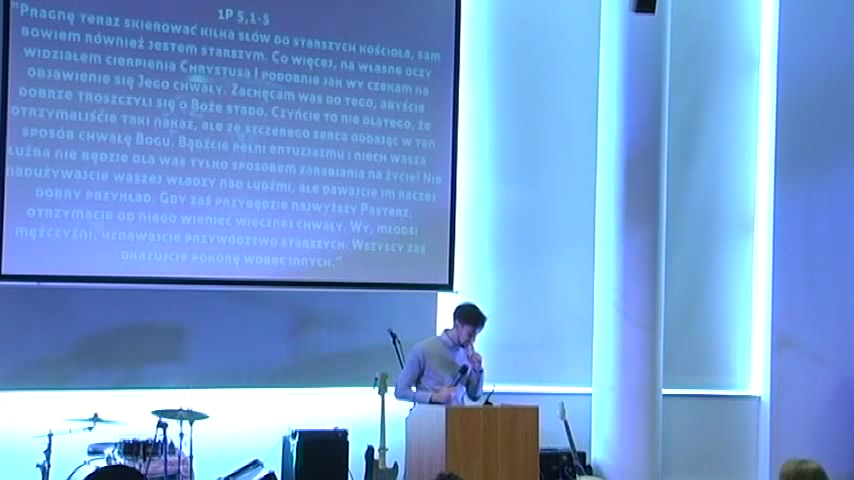 1P 5,1-5
"Pragnę teraz skierować kilka słów do starszych kościoła, sam
bowiem również jestem starszym. Co więcej, na własne oczy
widziałem cierpienia Chrystusa i podobnie jak wy czekam na
objawienie się Jego chwały. Zachęcam was do tego, abyście
dobrze troszczyli się o Boże stado. Czyńcie to nie dlatego, że
otrzymaliście taki nakaz, ale ze szczerego serca oddając w ten
sposób chwałę Bogu. Bądźcie pełni entuzjazmu i niech wasza
łużba nie będzie dla was tylko sposobem zarabiania na życie! Nie
nadużywajcie waszej władzy nad ludźmi, ale dawajcie im raczej
dobry przykład. Gdy zaś przybędzie najwyższy Pasterz,
otrzymacie od niego wieniec wiecznej chwały. Wy, młodsi
mężczyźni, uznawajcie przywództwo starszych. Wszyscy zaś
okazujcie pokorę wobec innych."